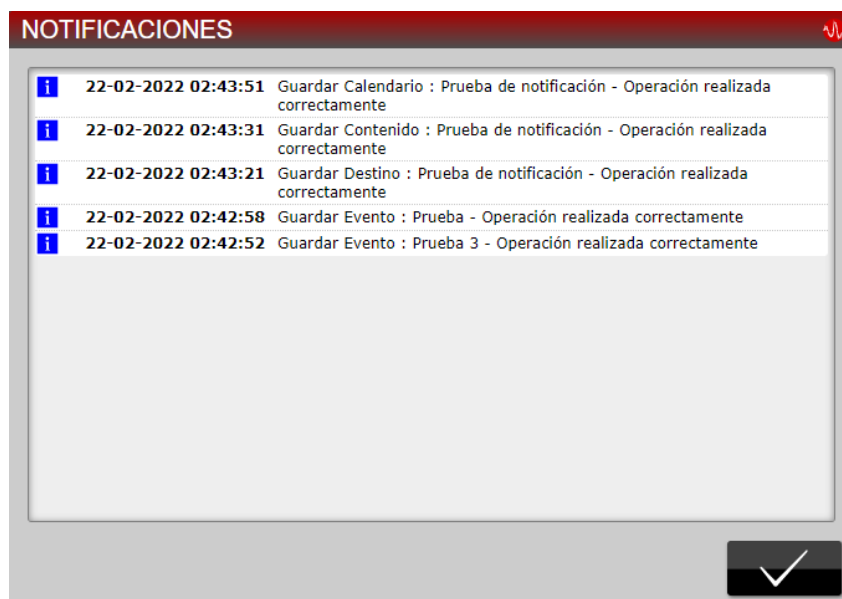 NOTIFICACIONES
i 22-02-2022 02:43:51 Guardar Calendario : Prueba de notificación - Operación realizada
correctamente
i 22-02-2022 02:43:31 Guardar Contenido : Prueba de notificación - Operación realizada
correctamente
i 22-02-2022 02:43:21 Guardar Destino : Prueba de notificación - Operación realizada
correctamente
i 22-02-2022 02:42:58 Guardar Evento : Prueba - Operación realizada correctamente
i 22-02-2022 02:42:52 Guardar Evento : Prueba 3 - Operación realizada correctamente